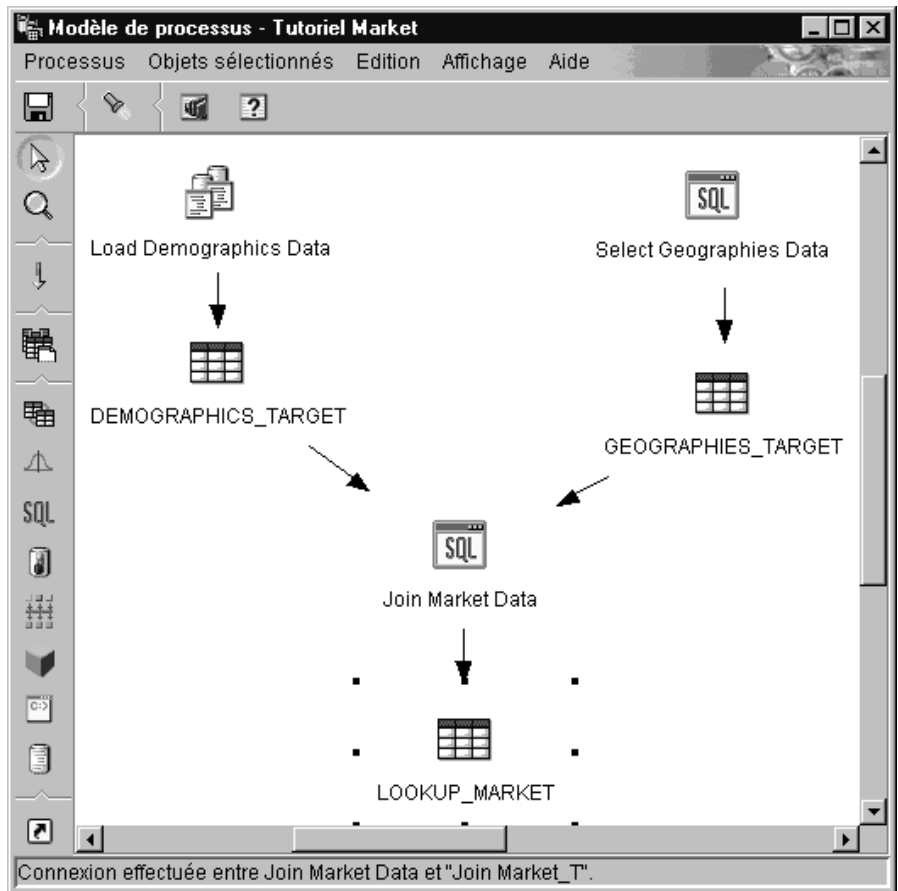 Modèle de processus - Tutoriel Market
Processus Objets sélectionnés Edition Affichage Aide
SQL
Load Demographics Data
Select Geographies Data
DEMOGRAPHICS_TARGET
GEOGRAPHIES_TARGET
SQL
SQL
Join Market Data
C:>
LOOKUP_MARKET
Connexion effectuée entre Join Market Data et "Join Market_T".